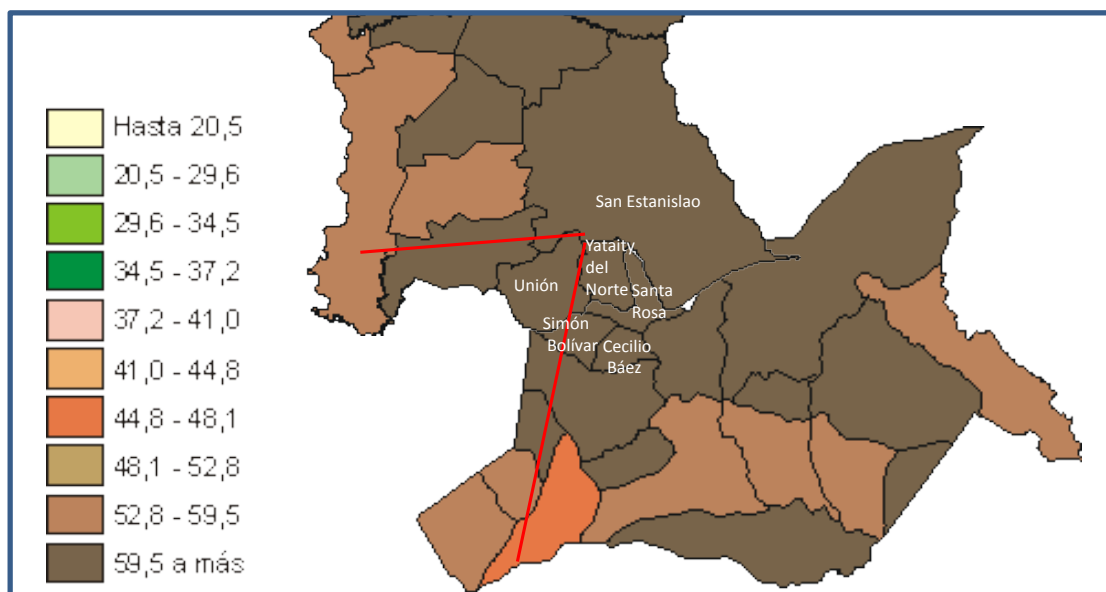 Hasta 20,5
20,5 - 29,6
29,6 - 34,5
34,5 - 37,2
37,2 - 41,0
41,0 - 44,8
44,8 - 48,1
48,1 - 52,8
52,8 - 59,5
59,5 a más
San Estanislao
Yataity
del
Norte
Unión
Santa
Rosa
Simón
Bolívar
Cecilio
Báez